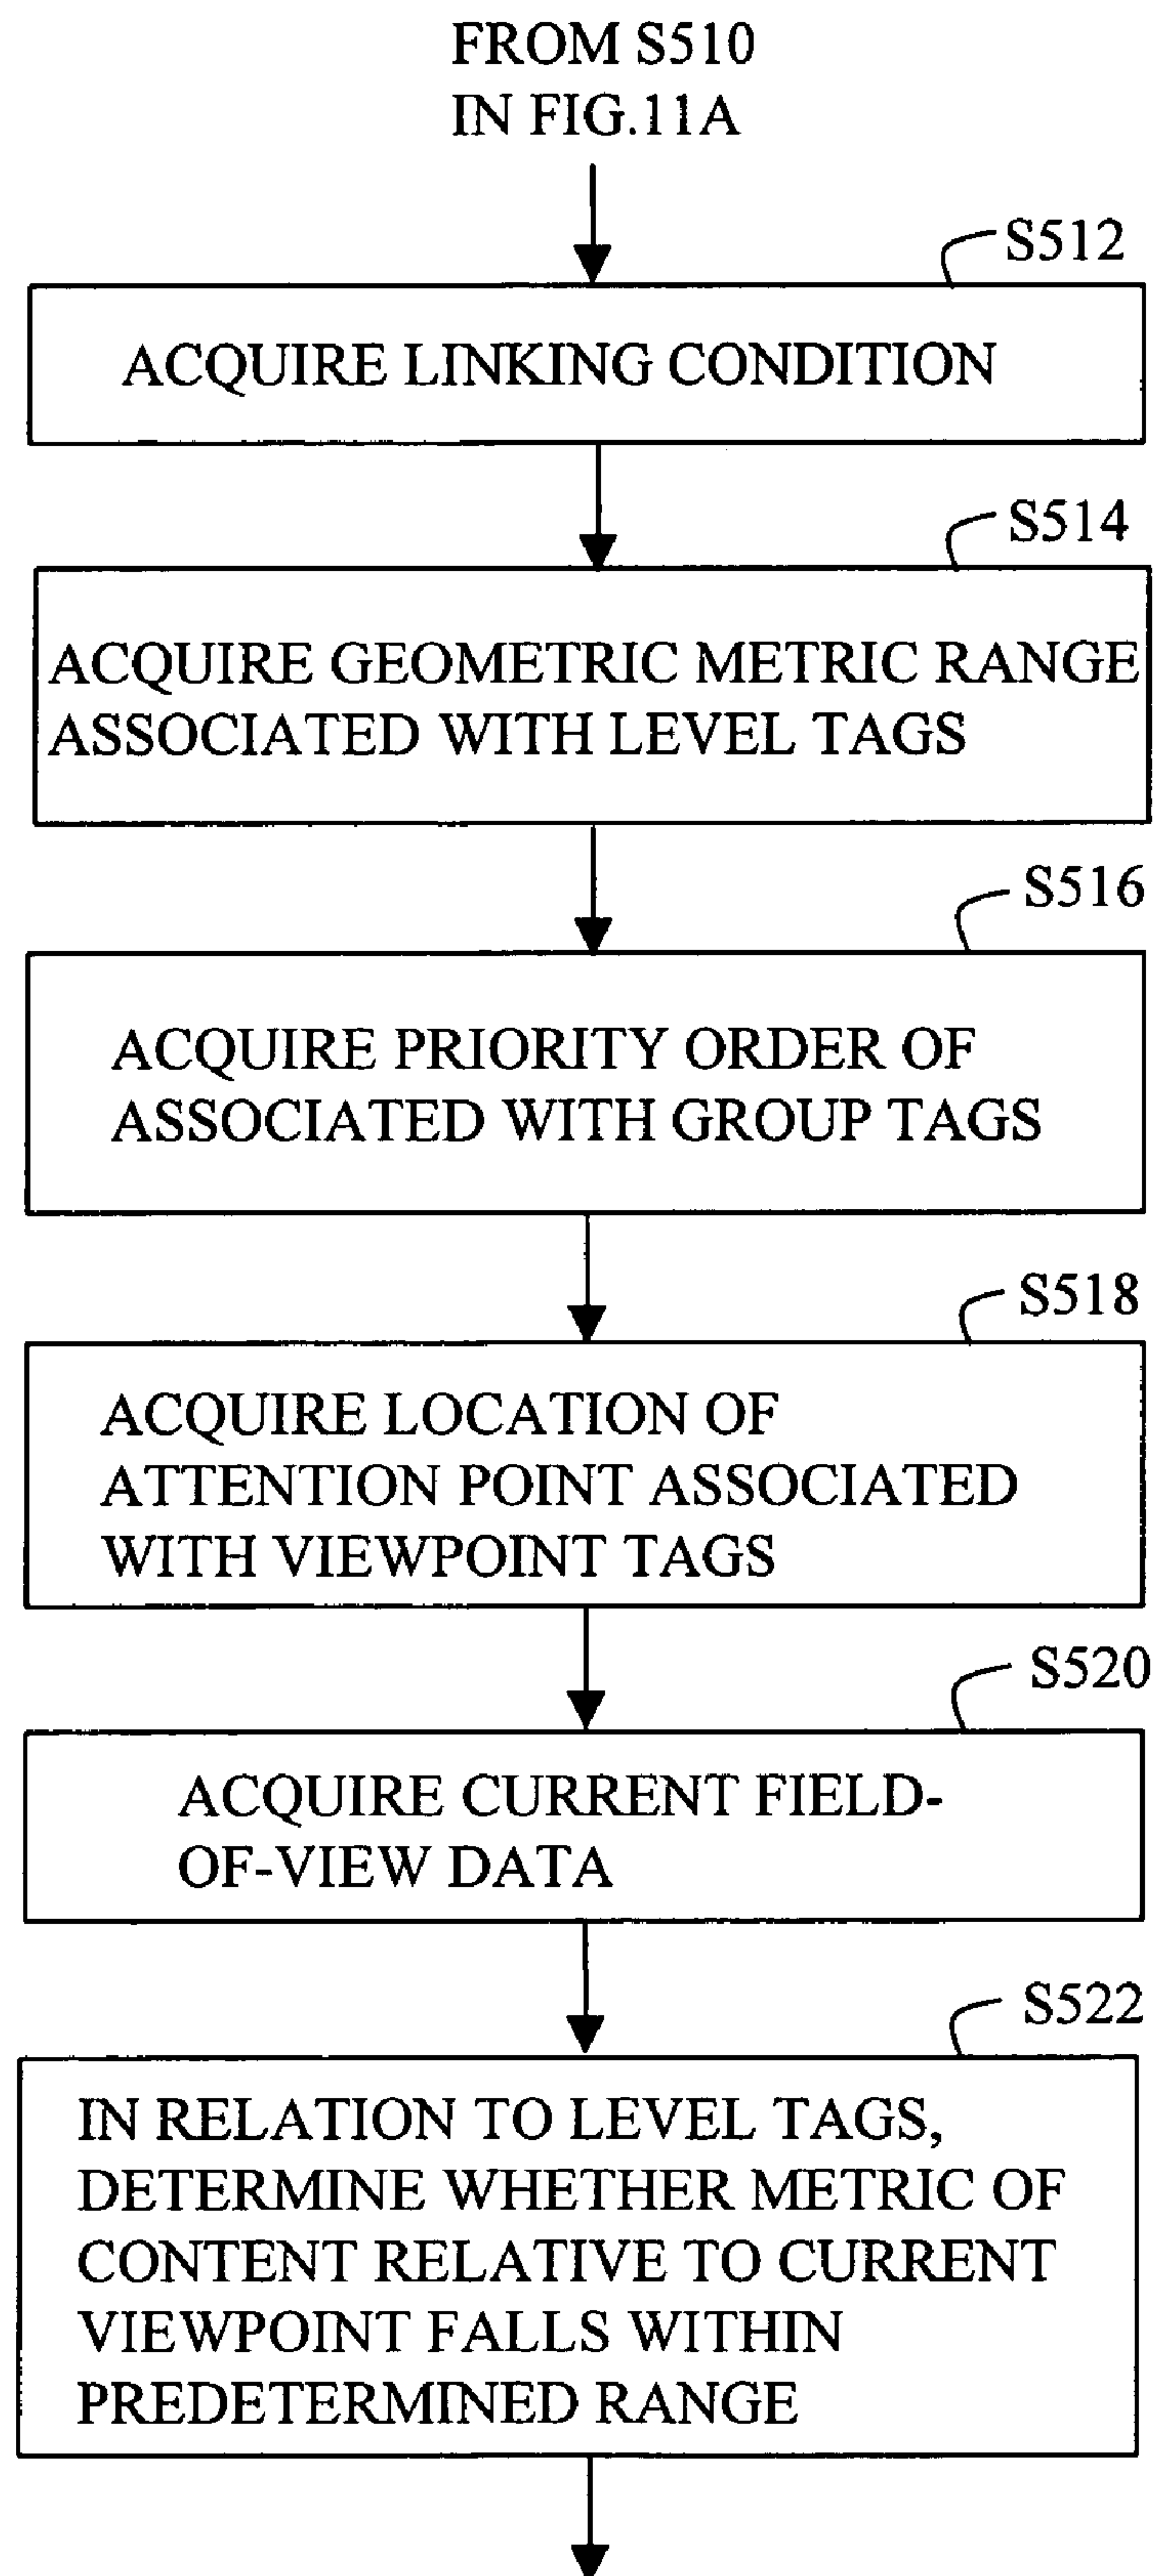 FROM S510
IN FIG.11A
S512
ACQUIRE LINKING CONDITION
S514
ACQUIRE GEOMETRIC METRIC RANGE
ASSOCIATED WITH LEVEL TAGS
S516
ACQUIRE PRIORITY ORDER OF
ASSOCIATED WITH GROUP TAGS
S518
ACQUIRE LOCATION OF
ATTENTION POINT ASSOCIATED
WITH VIEWPOINT TAGS
S520
ACQUIRE CURRENT FIELD-
OF-VIEW DATA
S522
IN RELATION TO LEVEL TAGS,
DETERMINE WHETHER METRIC OF
CONTENT RELATIVE TO CURRENT
VIEWPOINT FALLS WITHIN
PREDETERMINED RANGE